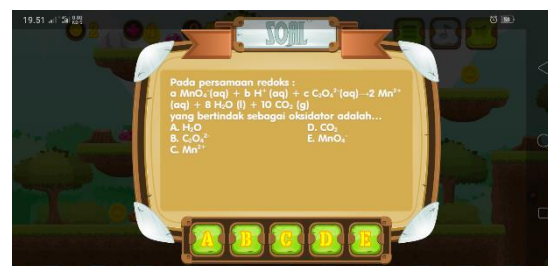 19.51
SOAL
Pada persamaan redoks :
a MnO₄⁻(aq) + b H⁺ (aq) + c C₂O₄²⁻(aq)→2 Mn²⁺
(aq) + 8 H₂O (l) + 10 CO₂ (g)
yang bertindak sebagai oksidator adalah...
A. H₂O D. CO₂
B. C₂O₄²⁻ E. MnO₄⁻
C. Mn²⁺
A B C D E